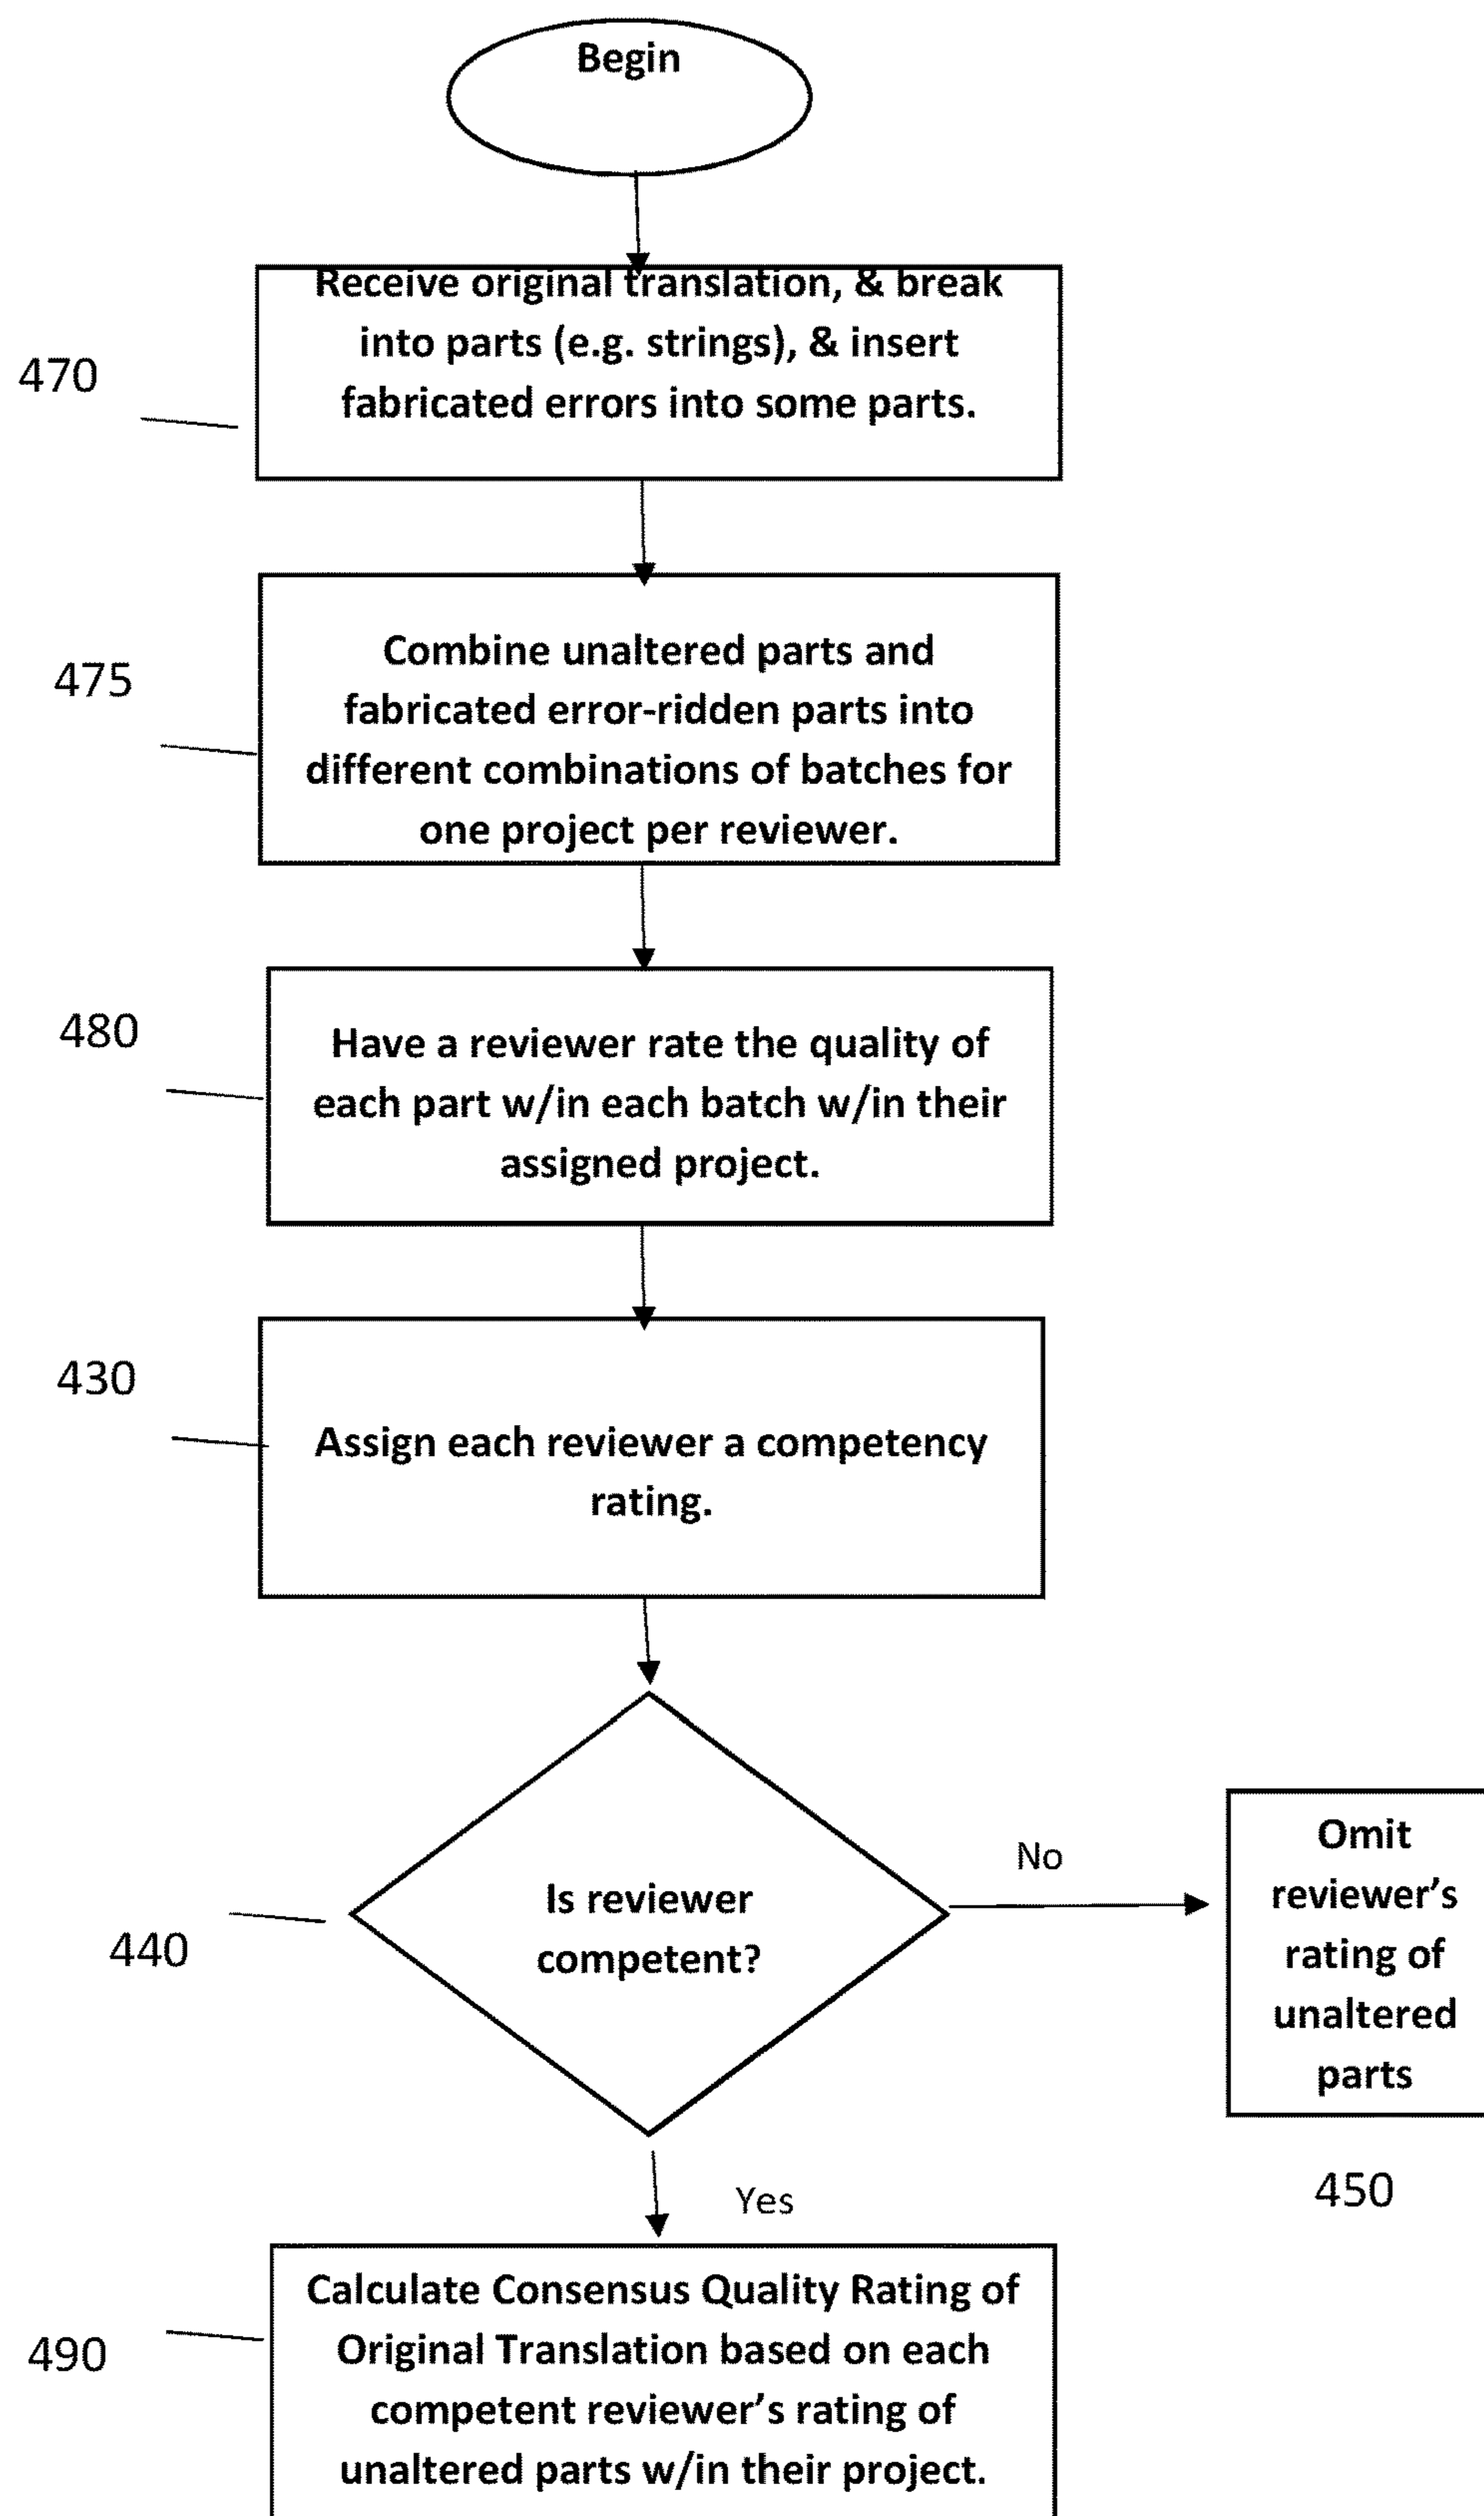 Begin
Receive original translation, & break
into parts (e.g. strings), & insert
fabricated errors into some parts.
470
Combine unaltered parts and
fabricated error-ridden parts into
different combinations of batches for
one project per reviewer.
475
Have a reviewer rate the quality of
each part w/in each batch w/in their
assigned project.
480
Assign each reviewer a competency
rating.
430
Is reviewer
competent?
440
No
Omit
reviewer’s
rating of
unaltered
parts
450
Yes
Calculate Consensus Quality Rating of
Original Translation based on each
competent reviewer’s rating of
unaltered parts w/in their project.
490